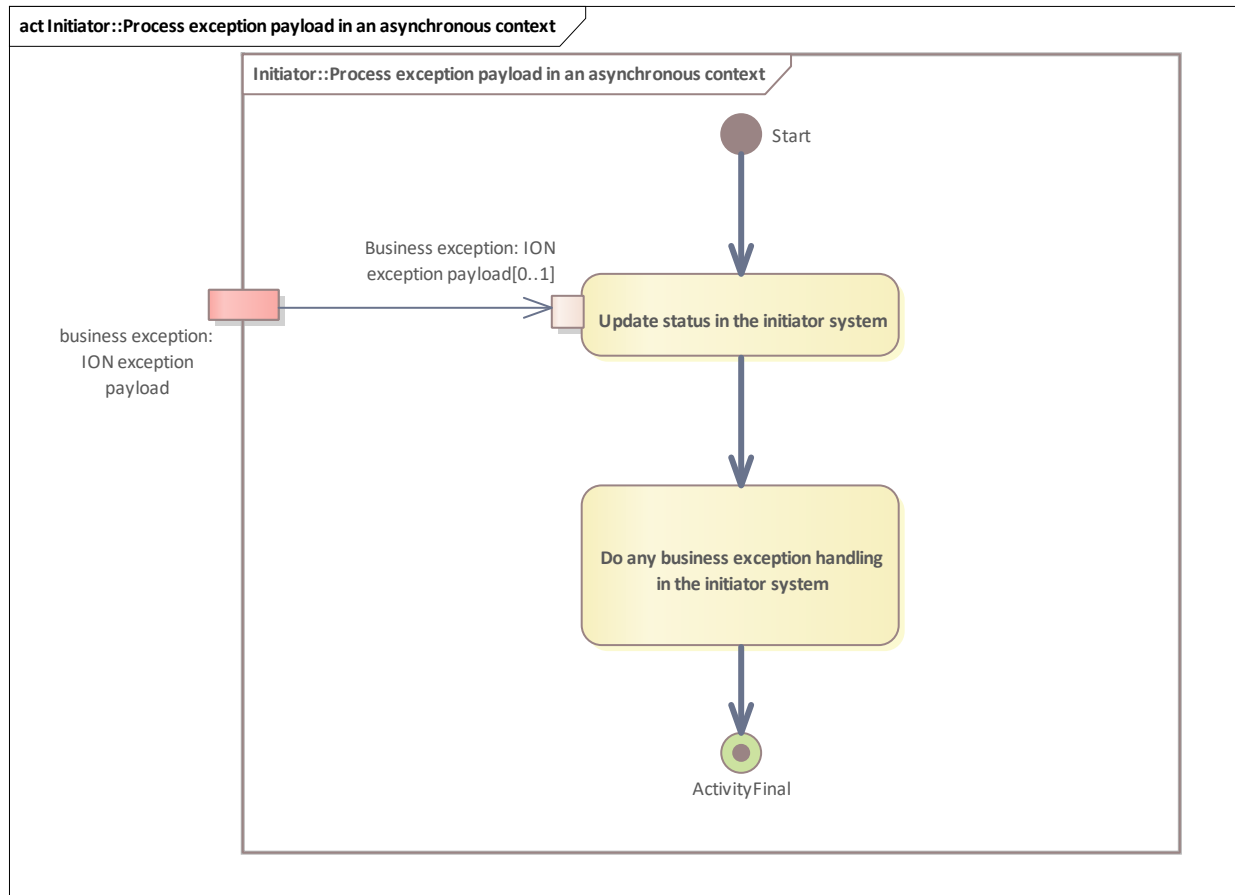 act Initiator::Process exception payload in an asynchronous context
Initiator::Process exception payload in an asynchronous context
Start
Business exception: ION
exception payload[0..1]
Update status in the initiator system
business exception:
ION exception
payload
Do any business exception handling
in the initiator system
ActivityFinal